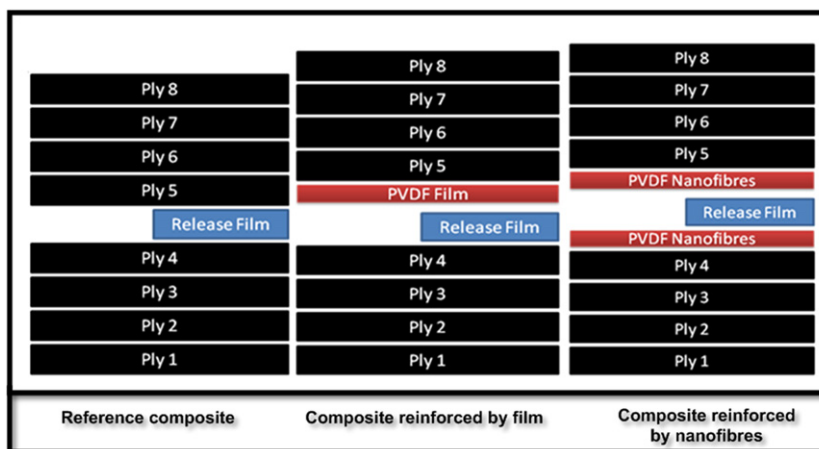 Ply 8
Ply 7
Ply 6
Ply 5
Release Film
Ply 4
Ply 3
Ply 2
Ply 1
Reference composite
Ply 8
Ply 7
Ply 6
Ply 5
PVDF Film
Release Film
Ply 4
Ply 3
Ply 2
Ply 1
Composite reinforced by film
Ply 8
Ply 7
Ply 6
Ply 5
PVDF Nanofibres
Release Film
PVDF Nanofibres
Ply 4
Ply 3
Ply 2
Ply 1
Composite reinforced
by nanofibres